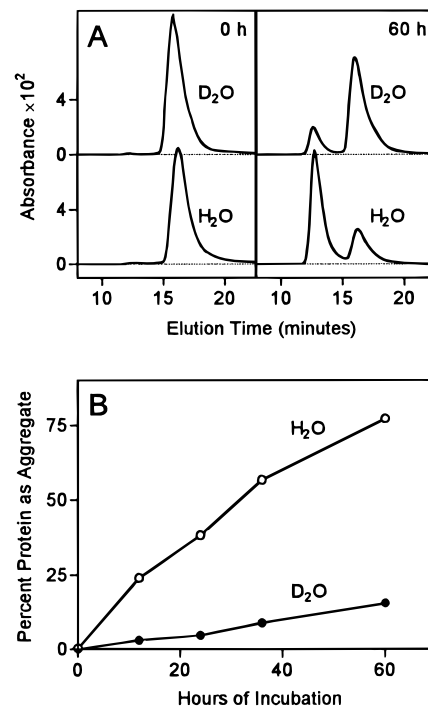 A
0 h
60 h
D₂O
D₂O
4
0
H₂O
H₂O
4
0
Absorbance ×10²
10 15 20 10 15 20
Elution Time (minutes)
B
75
50
25
0
H₂O
D₂O
Percent Protein as Aggregate
0 20 40 60
Hours of Incubation